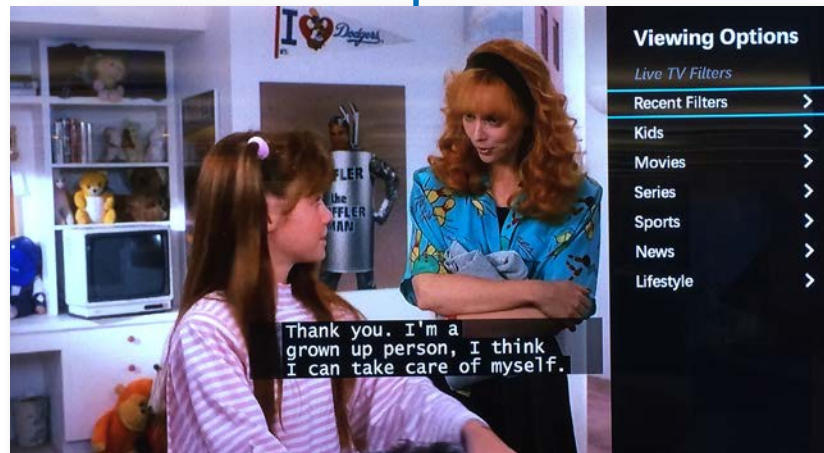 I
Dodgers
FLER
the
FFLER
MAN
Thank you. I'm a
grown up person, I think
I can take care of myself.
Viewing Options
Live TV Filters
Recent Filters
Kids
Movies
Series
Sports
News
Lifestyle